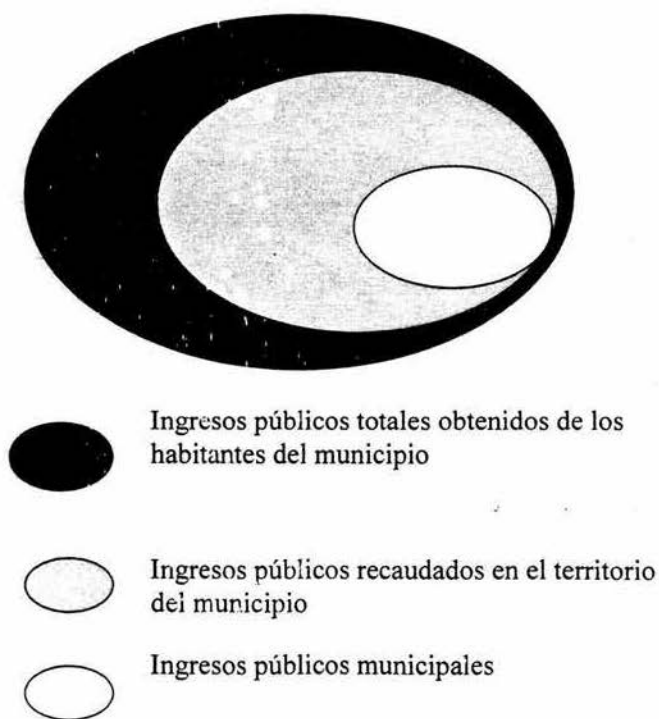 Ingresos públicos totales obtenidos de los
habitantes del municipio
Ingresos públicos recaudados en el territorio
del municipio
Ingresos públicos municipales